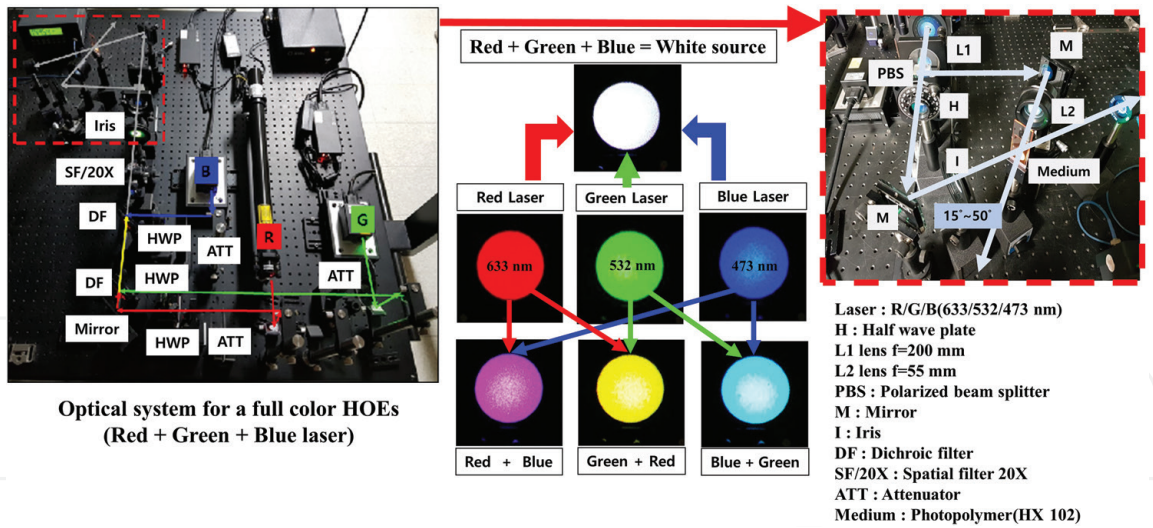 Iris
SF/20X
B
DF
HWP
ATT
R
G
HWP
ATT
DF
Mirror
HWP
ATT
Optical system for a full color HOEs
(Red + Green + Blue laser)
Red + Green + Blue = White source
Red Laser
Green Laser
Blue Laser
633 nm
532 nm
473 nm
Red + Blue
Green + Red
Blue + Green
L1
M
PBS
H
L2
I
Medium
M
15˚~50˚
Laser : R/G/B(633/532/473 nm)
H : Half wave plate
L1 lens f=200 mm
L2 lens f=55 mm
PBS : Polarized beam splitter
M : Mirror
I : Iris
DF : Dichroic filter
SF/20X : Spatial filter 20X
ATT : Attenuator
Medium : Photopolymer(HX 102)